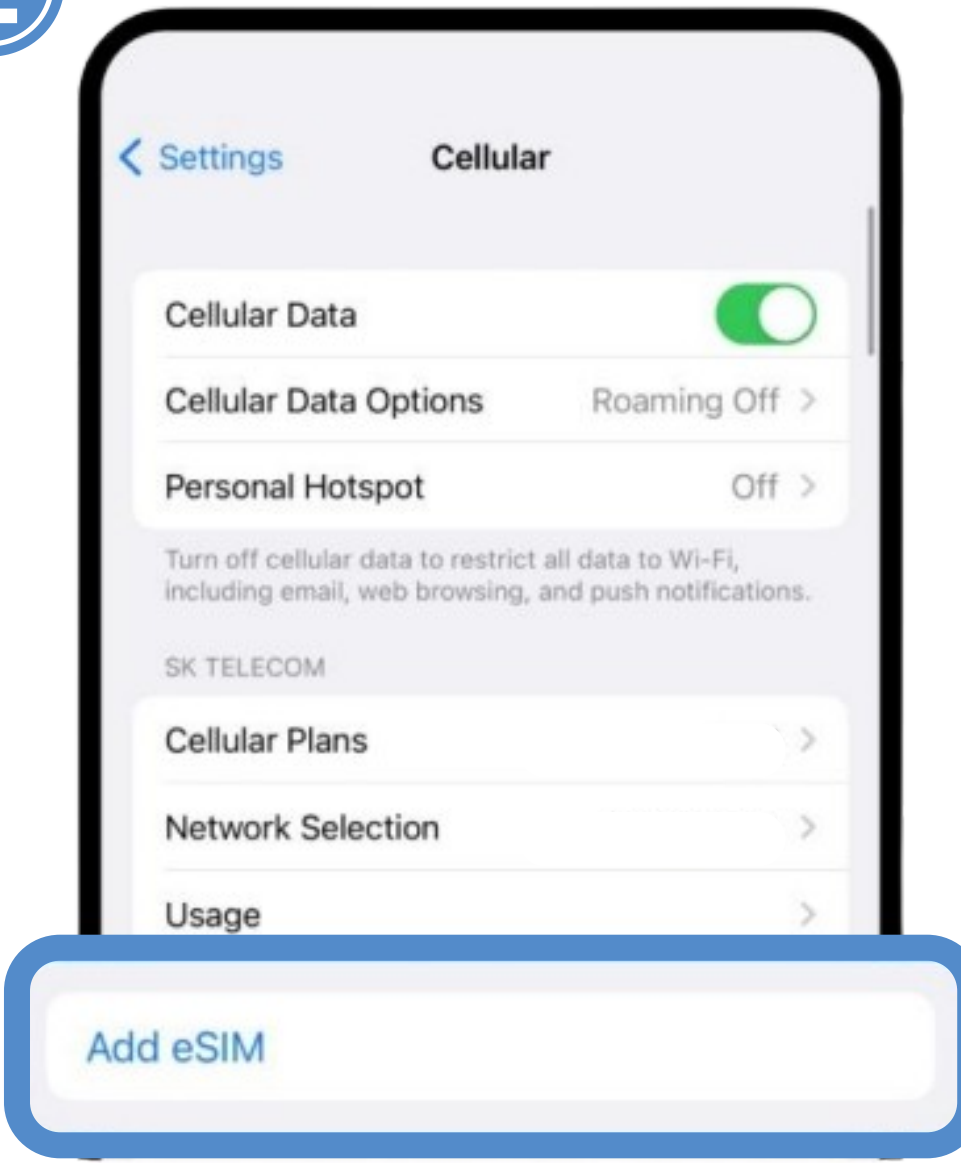 Settings
Cellular
Cellular Data
Cellular Data Options Roaming Off
Personal Hotspot Off
Turn off cellular data to restrict all data to Wi-Fi,
including email, web browsing, and push notifications.
SK TELECOM
Cellular Plans
Network Selection
Usage
Add eSIM